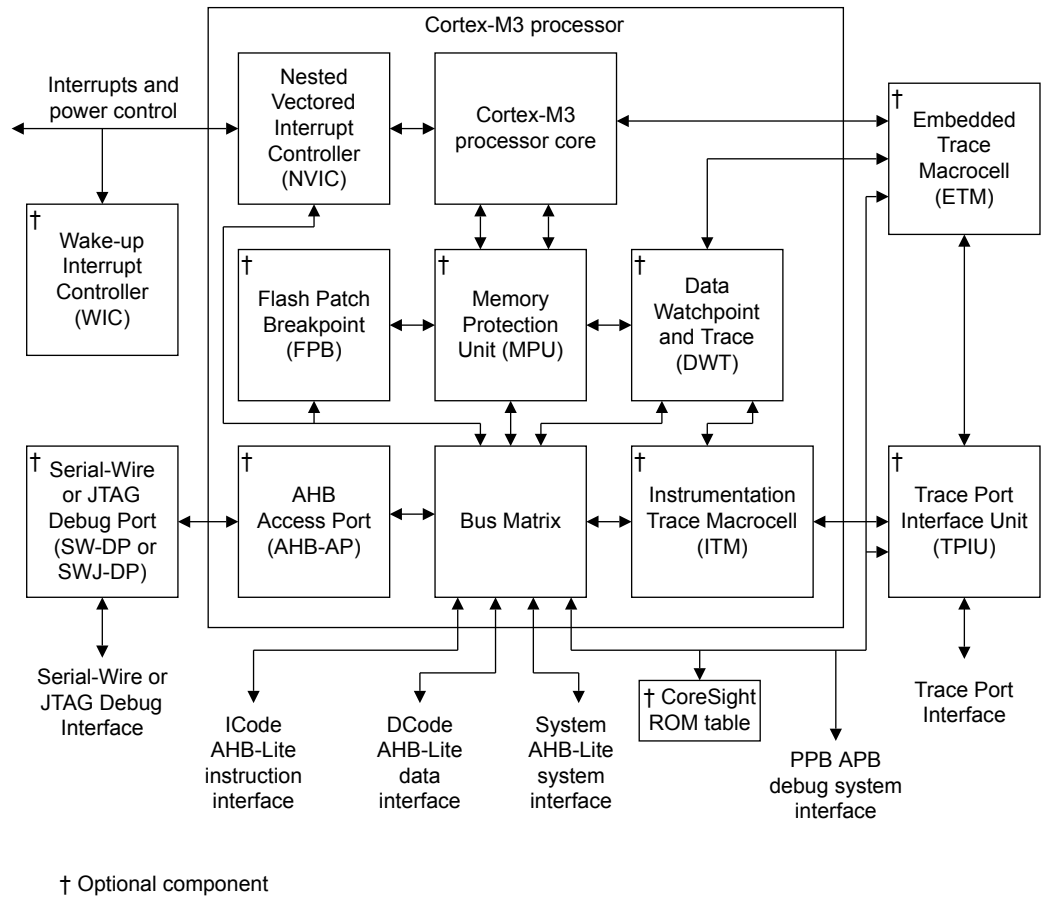 Cortex-M3 processor
Interrupts and
power control
Nested
Vectored
Interrupt
Controller
(NVIC)
Cortex-M3
processor core
†
Embedded
Trace
Macrocell
(ETM)
†
Wake-up
Interrupt
Controller
(WIC)
†
Flash Patch
Breakpoint
(FPB)
†
Memory
Protection
Unit (MPU)
†
Data
Watchpoint
and Trace
(DWT)
†
Serial-Wire
or JTAG
Debug Port
(SW-DP or
SWJ-DP)
†
AHB
Access Port
(AHB-AP)
Bus Matrix
†
Instrumentation
Trace Macrocell
(ITM)
†
Trace Port
Interface Unit
(TPIU)
Serial-Wire or
JTAG Debug
Interface
ICode
AHB-Lite
instruction
interface
DCode
AHB-Lite
data
interface
System
AHB-Lite
system
interface
† CoreSight
ROM table
PPB APB
debug system
interface
Trace Port
Interface
† Optional component